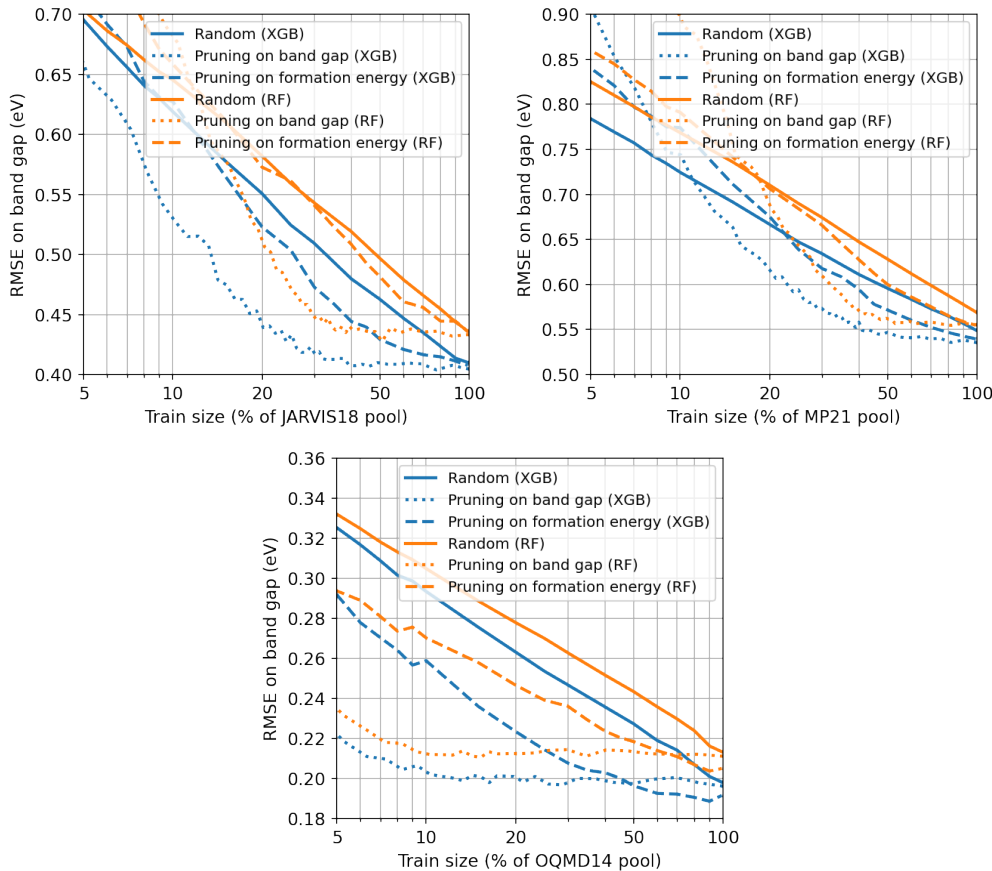 0.70
0.65
0.60
0.55
0.50
0.45
0.40
RMSE on band gap (eV)
Random (XGB)
Pruning on band gap (XGB)
Pruning on formation energy (XGB)
Random (RF)
Pruning on band gap (RF)
Pruning on formation energy (RF)
5 10 20 50 100
Train size (% of JARVIS18 pool)
0.90
0.85
0.80
0.75
0.70
0.65
0.60
0.55
0.50
RMSE on band gap (eV)
Random (XGB)
Pruning on band gap (XGB)
Pruning on formation energy (XGB)
Random (RF)
Pruning on band gap (RF)
Pruning on formation energy (RF)
5 10 20 50 100
Train size (% of MP21 pool)
0.36
0.34
0.32
0.30
0.28
0.26
0.24
0.22
0.20
0.18
RMSE on band gap (eV)
Random (XGB)
Pruning on band gap (XGB)
Pruning on formation energy (XGB)
Random (RF)
Pruning on band gap (RF)
Pruning on formation energy (RF)
5 10 20 50 100
Train size (% of OQMD14 pool)